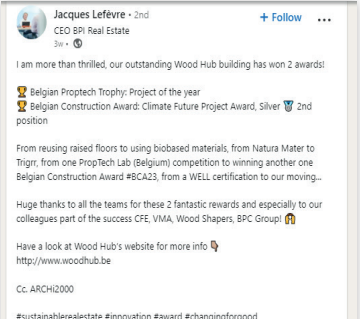 Jacques Lefèvre • 2nd
+ Follow ...
CEO BPI Real Estate
3w •
I am more than thrilled, our outstanding Wood Hub building has won 2 awards!
🏆 Belgian Proptech Trophy: Project of the year
🏆 Belgian Construction Award: Climate Future Project Award, Silver 🥈 2nd
position
From reusing raised floors to using biobased materials, from Natura Mater to
Trigrr, from one PropTech Lab (Belgium) competition to winning another one
Belgian Construction Award #BCA23, from a WELL certification to our moving...
Huge thanks to all the teams for these 2 fantastic rewards and especially to our
colleagues part of the success CFE, VMA, Wood Shapers, BPC Group!
Have a look at Wood Hub's website for more info 👇
http://www.woodhub.be
Cc. ARCHi2000
#sustainablerealestate #innovation #award #changingforgood